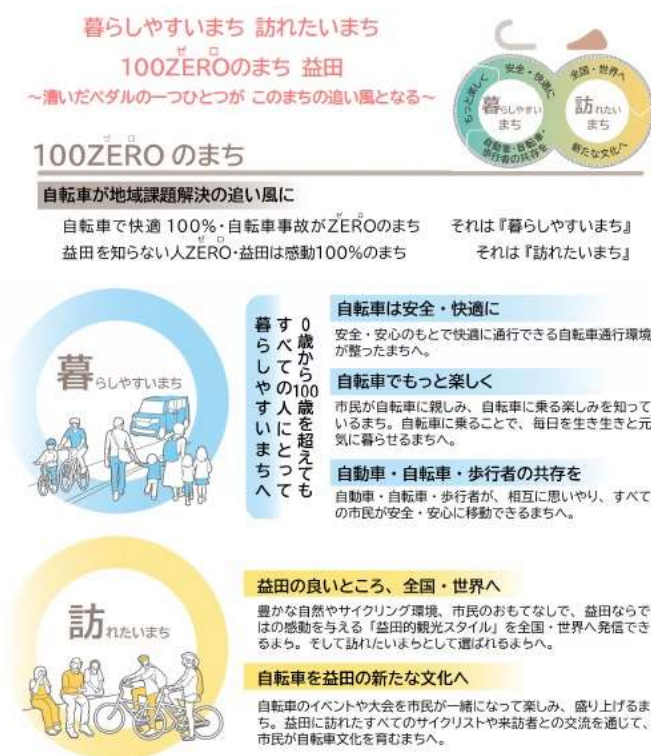 暮らしやすいまち 訪れたいまち
ゼロ
100ZEROのまち 益田
～漕いだペダルの一つひとつが このまちの追い風となる～
もっと楽しく
安全・快適に
自動車・自転車・歩行者の共存を
暮らしやすいまち
全国・世界へ
新たな文化へ
訪れたいまち
ゼロ
100ZERO のまち
自転車が地域課題解決の追い風に
ゼロ
自転車で快適 100%・自転車事故がZEROのまち それは『暮らしやすいまち』
ゼロ
益田を知らない人ZERO・益田は感動100%のまち それは『訪れたいまち』
暮らしやすいまち
0歳から100歳を超えても
すべての人にとって
暮らしやすいまちへ
自転車は安全・快適に
安全・安心のもとで快適に通行できる自転車通行環境
が整ったまちへ。
自転車でもっと楽しく
市民が自転車に親しみ、自転車に乗る楽しみを知って
いるまち。自転車に乗ることで、毎日を生き生きと元
気に暮らせるまちへ。
自動車・自転車・歩行者の共存を
自動車・自転車・歩行者が、相互に思いやり、すべて
の市民が安全・安心に移動できるまちへ。
訪れたいまち
益田の良いところ、全国・世界へ
豊かな自然やサイクリング環境、市民のおもてなしで、益田ならで
はの感動を与える「益田的観光スタイル」を全国・世界へ発信でき
るまち。そして訪れたいまちとして選ばれるまちへ。
自転車を益田の新たな文化へ
自転車のイベントや大会を市民が一緒になって楽しみ、盛り上げるま
ち。益田に訪れたすべてのサイクリストや来訪者との交流を通じて、
市民が自転車文化を育むまちへ。